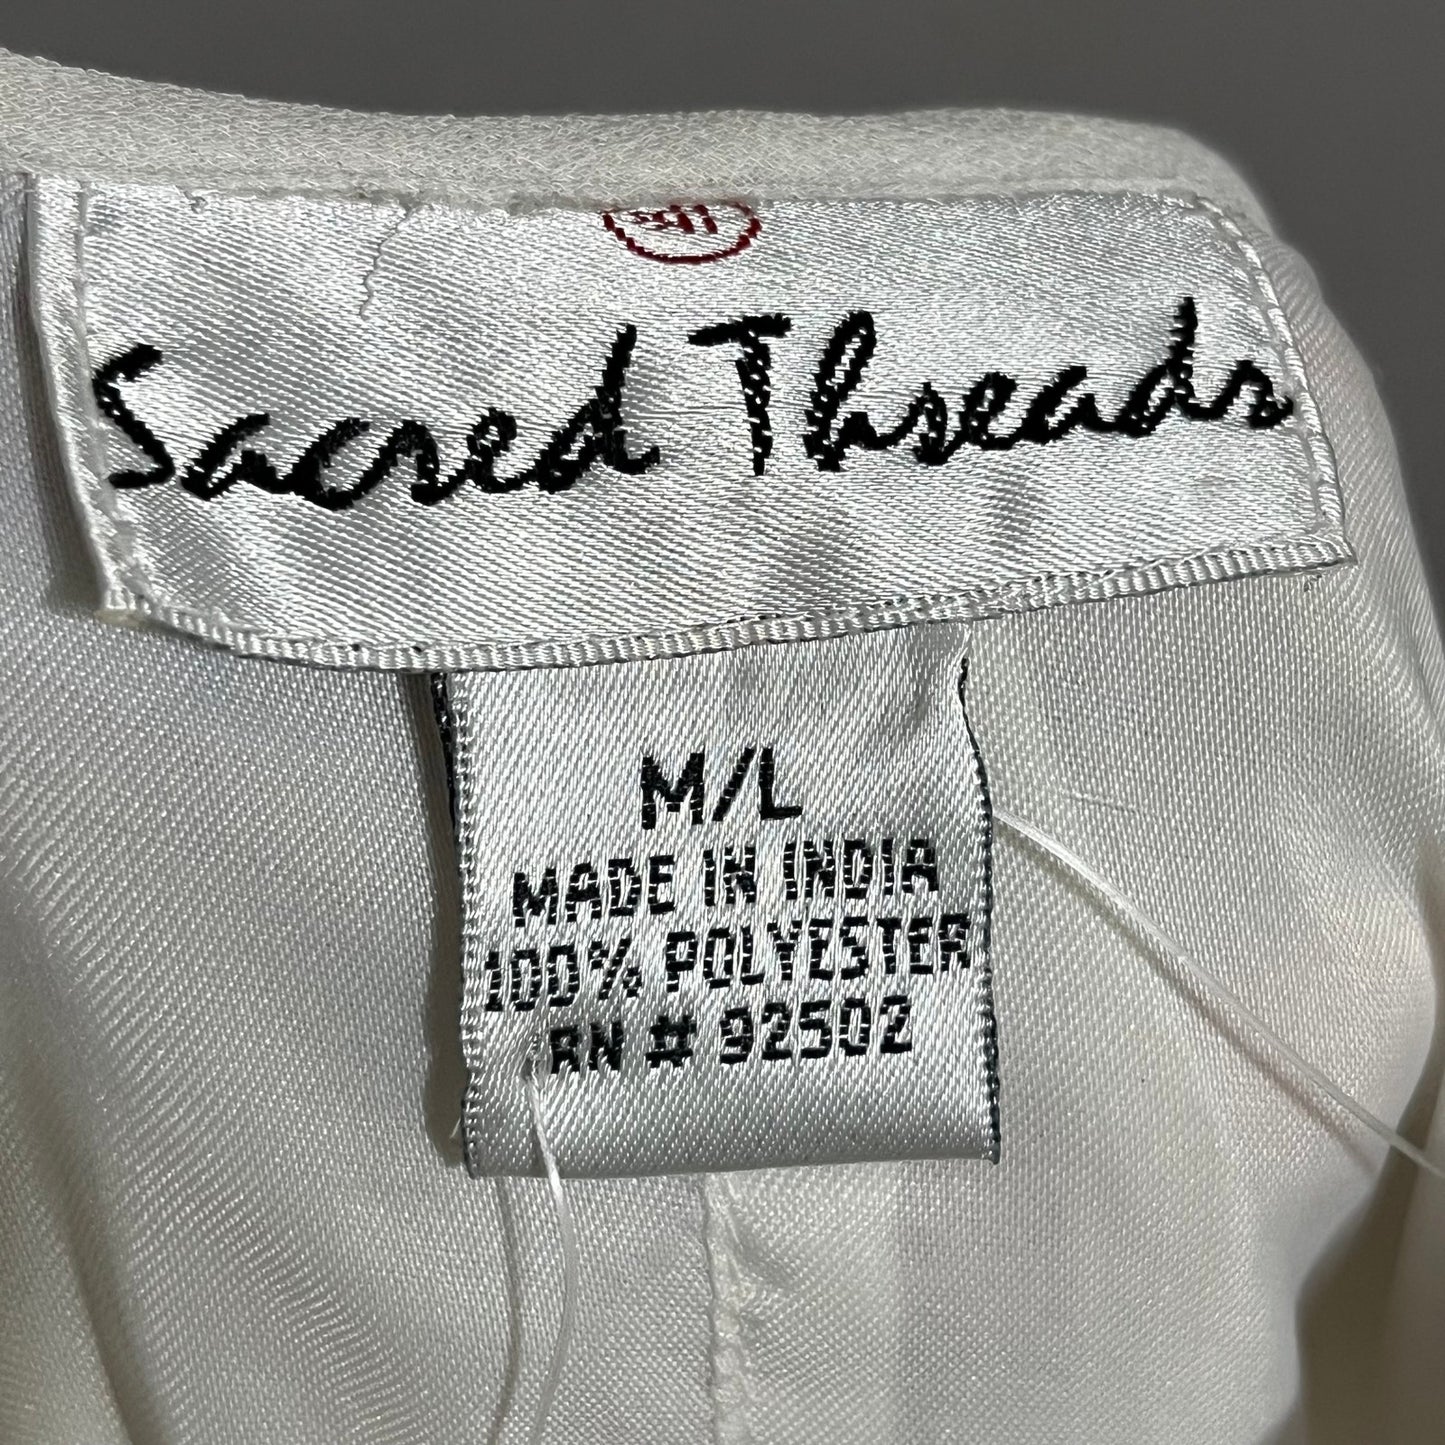 Sacred Threads
M/L
MADE IN INDIA
100% POLYESTER
RN # 92502